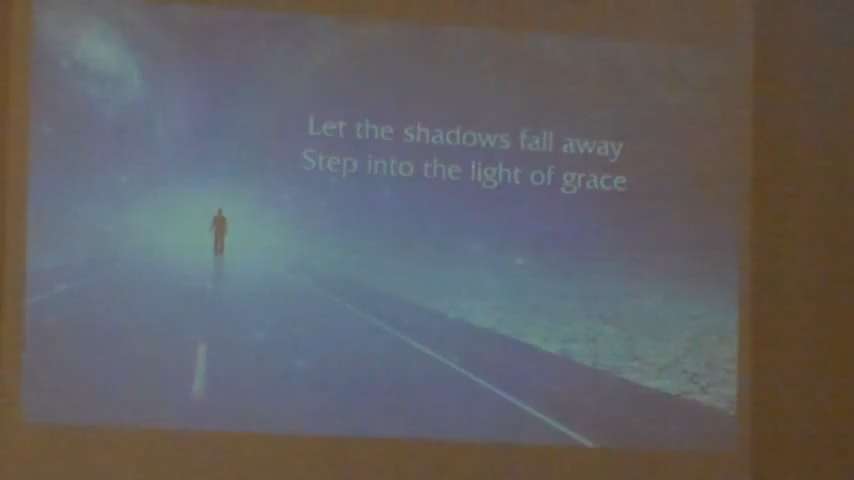 Let the shadows fall away
Step into the light of grace